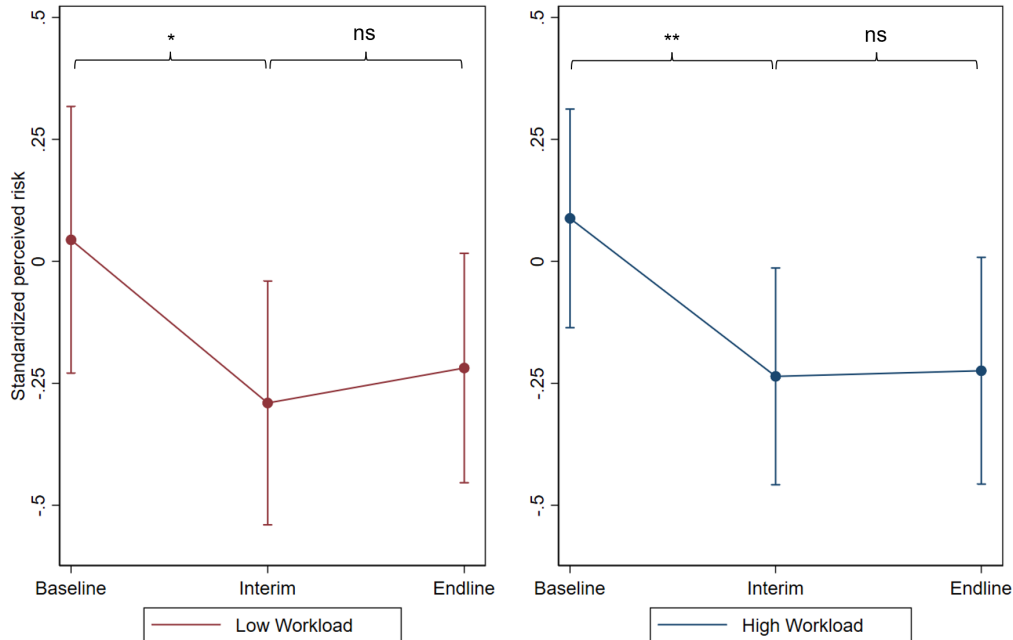 Standardized perceived risk
.5
.25
0
-.25
-.5
*
ns
Baseline
Interim
Endline
Low Workload
.5
.25
0
-.25
-.5
**
ns
Baseline
Interim
Endline
High Workload